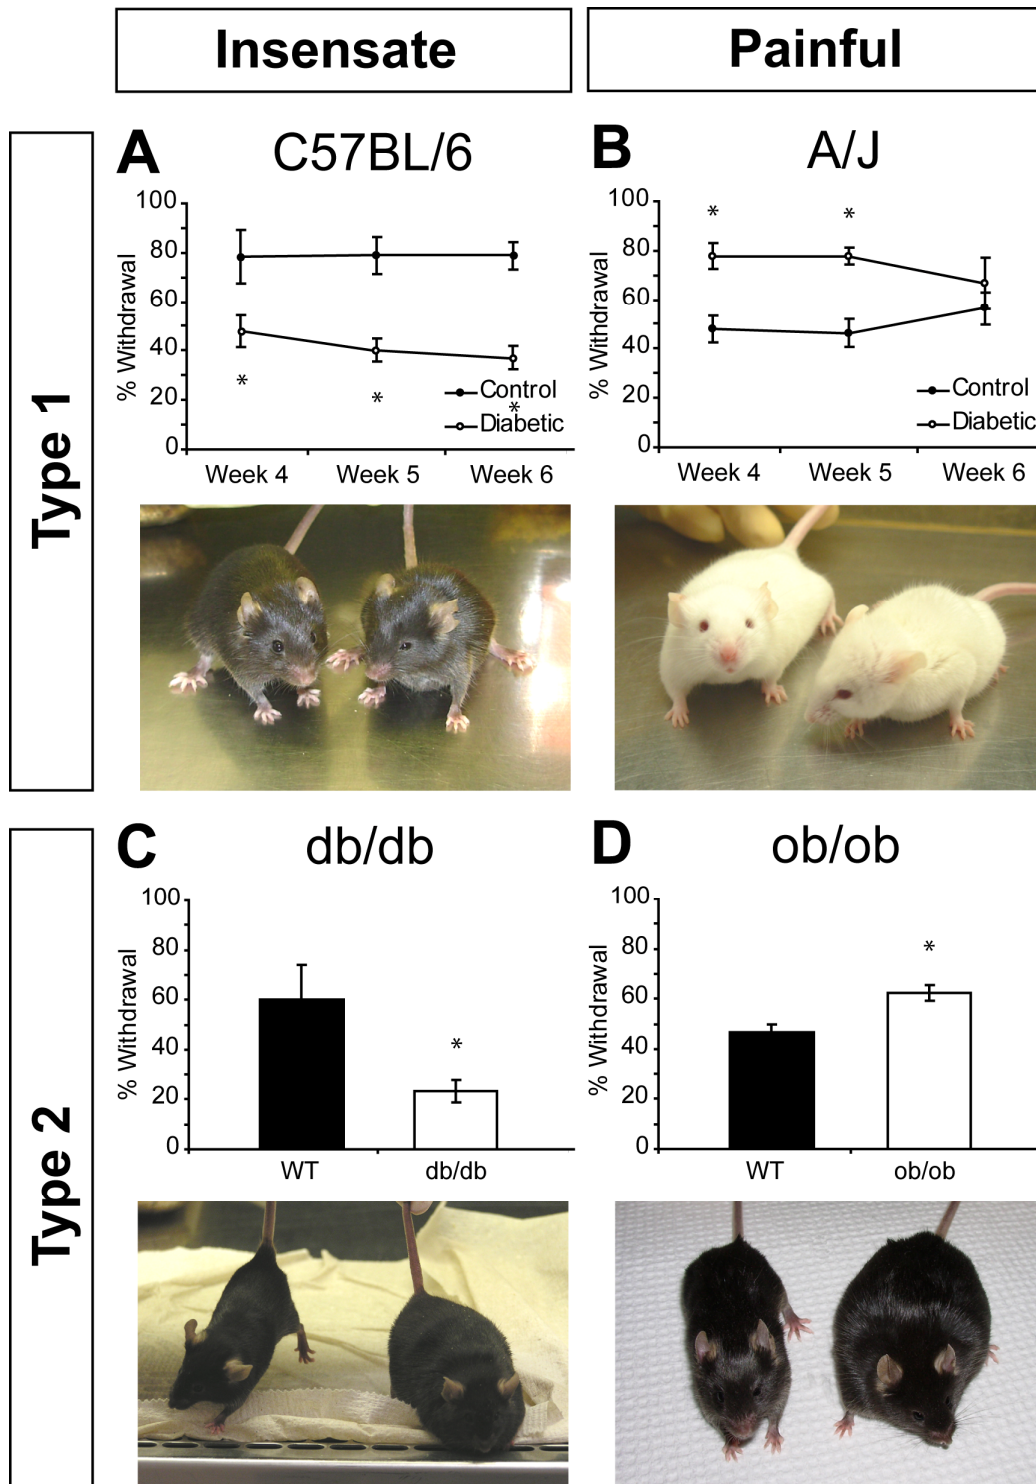 Insensate
Painful
Type 1
A
C57BL/6
% Withdrawal
100
80
60
40
20
0
*
*
*
Control
Diabetic
Week 4
Week 5
Week 6
B
A/J
% Withdrawal
100
80
60
40
20
0
*
*
Control
Diabetic
Week 4
Week 5
Week 6
Type 2
C
db/db
% Withdrawal
100
80
60
40
20
0
*
WT
db/db
D
ob/ob
% Withdrawal
100
80
60
40
20
0
*
WT
ob/ob